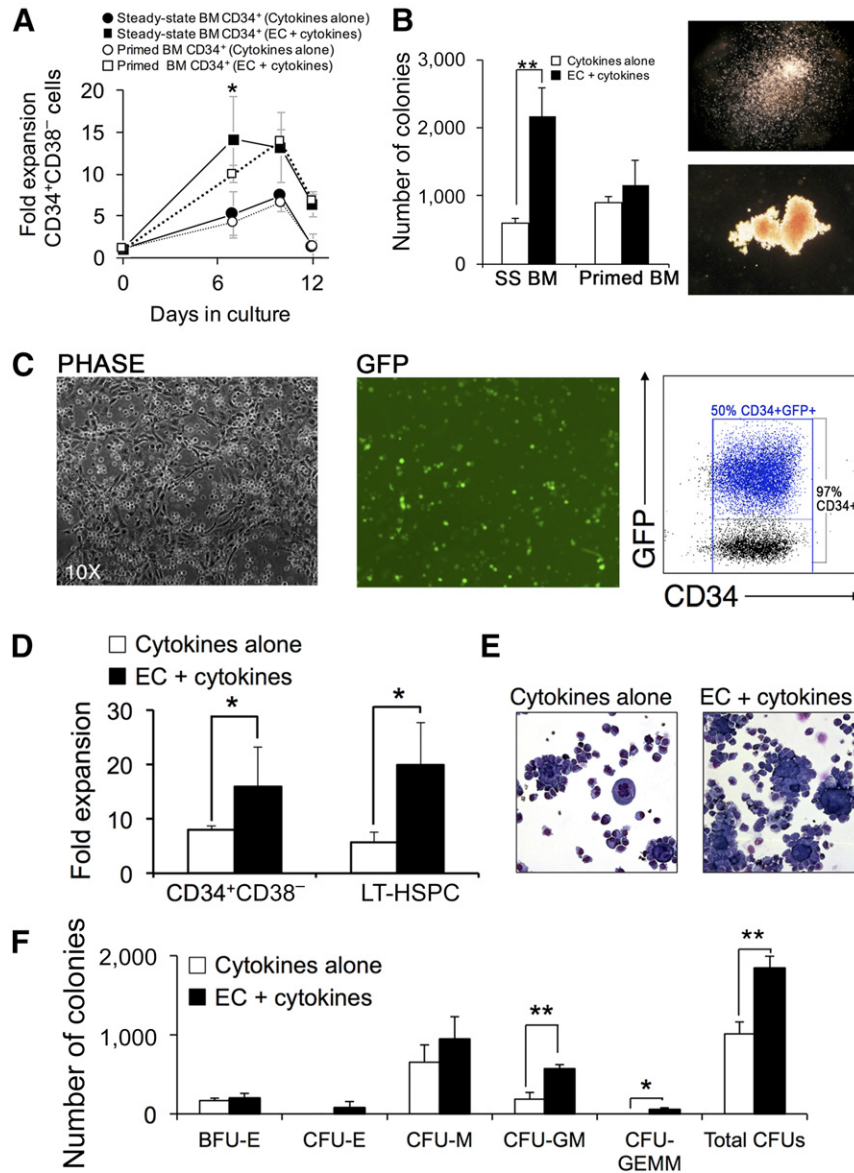 A
● Steady-state BM CD34⁺ (Cytokines alone)
■ Steady-state BM CD34⁺ (EC + cytokines)
○ Primed BM CD34⁺ (Cytokines alone)
□ Primed BM CD34⁺ (EC + cytokines)
Fold expansion
CD34⁺CD38⁻ cells
20
15
10
5
0
*
0 6 12
Days in culture
B
Cytokines alone
EC + cytokines
Number of colonies
3,000
2,000
1,000
0
**
SS BM Primed BM
C
PHASE
10X
GFP
GFP
50% CD34+GFP+
97%
CD34+
CD34
D
Cytokines alone
EC + cytokines
Fold expansion
30
20
10
0
* *
CD34⁺CD38⁻ LT-HSPC
E
Cytokines alone EC + cytokines
F
Cytokines alone
EC + cytokines
Number of colonies
2,000
1,000
0
** * **
BFU-E CFU-E CFU-M CFU-GM CFU-
GEMM Total CFUs